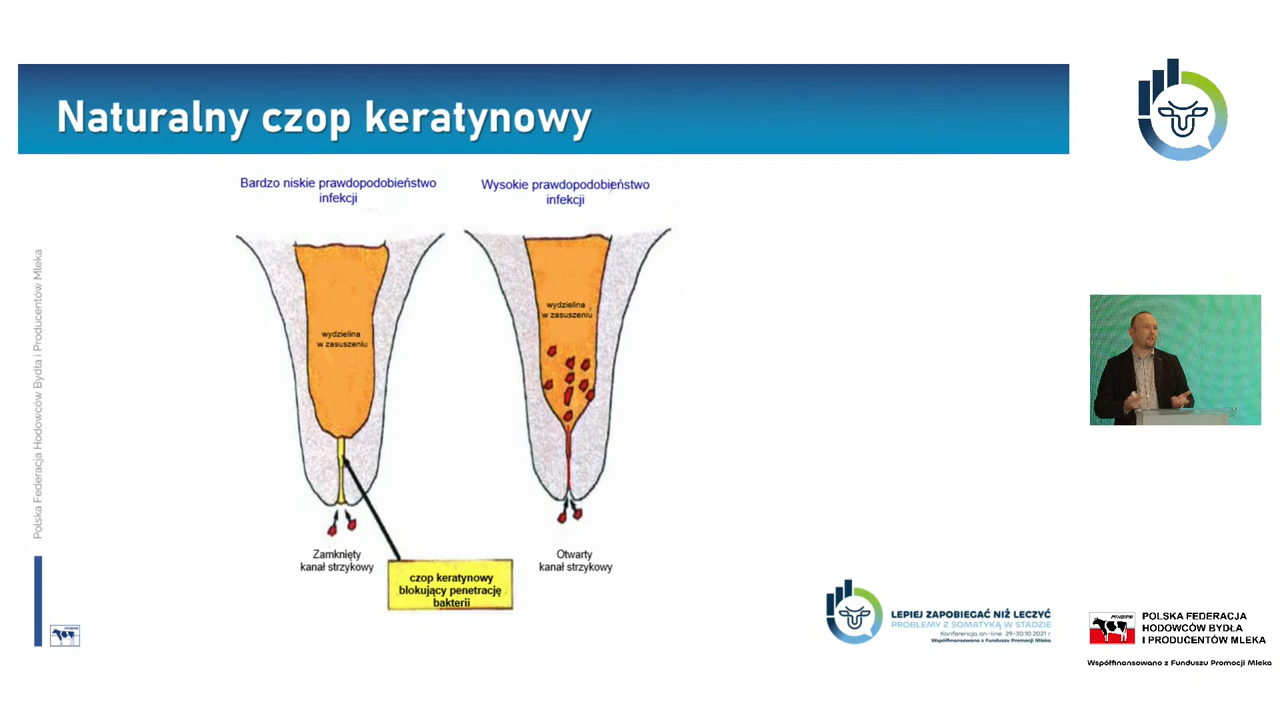 Naturalny czop keratynowy
Bardzo niskie prawdopodobieństwo
infekcji
Wysokie prawdopodobieństwo
infekcji
wydzielina
w zasuszeniu
wydzielina
w zasuszeniu
Zamknięty
kanał strzykowy
czop keratynowy
blokujący penetrację
bakterii
Otwarty
kanał strzykowy
Polska Federacja Hodowców Bydła i Producentów Mleka
LEPIEJ ZAPOBIEGAĆ NIŻ LECZYĆ
PROBLEMY Z SOMATYKĄ W STADZIE
Konferencja on-line 29-30.10.2021 r.
Współfinansowano z Funduszu Promocji Mleka
POLSKA FEDERACJA
HODOWCÓW BYDŁA
I PRODUCENTÓW MLEKA
Współfinansowano z Funduszu Promocji Mleka